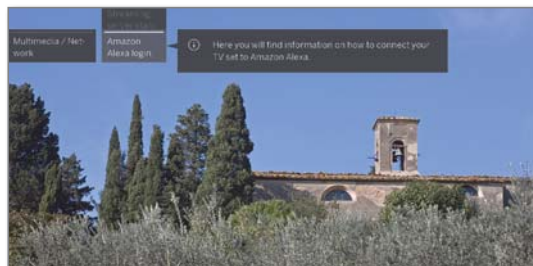 Multimedia / Net-
work
Amazon
Alexa login
Here you will find information on how to connect your
TV set to Amazon Alexa.